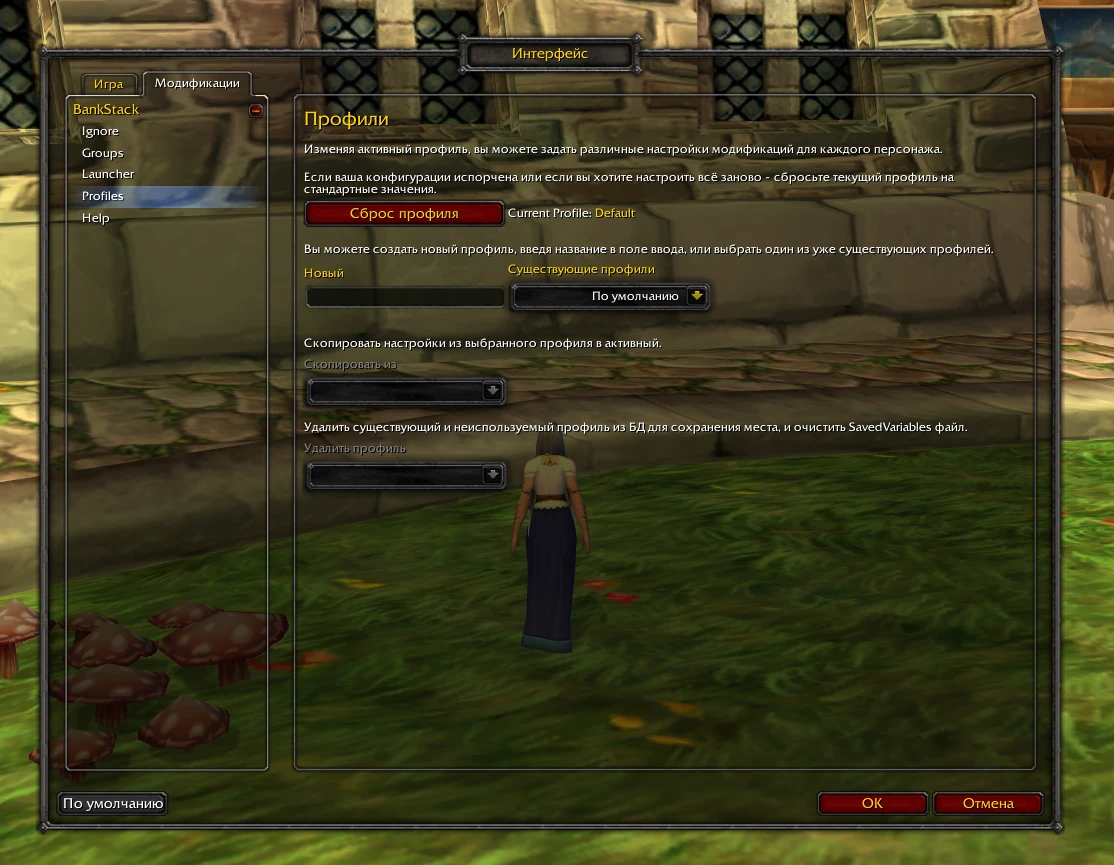 Интерфейс
Игра
Модификации
BankStack
Ignore
Groups
Launcher
Profiles
Help
Профили
Изменяя активный профиль, вы можете задать различные настройки модификаций для каждого персонажа.
Если ваша конфигурации испорчена или если вы хотите настроить всё заново - сбросьте текущий профиль на
стандартные значения.
Сброс профиля
Current Profile: Default
Вы можете создать новый профиль, введя название в поле ввода, или выбрать один из уже существующих профилей.
Новый
Существующие профили
По умолчанию
Скопировать настройки из выбранного профиля в активный.
Скопировать из
Удалить существующий и неиспользуемый профиль из БД для сохранения места, и очистить SavedVariables файл.
Удалить профиль
По умолчанию
OK
Отмена